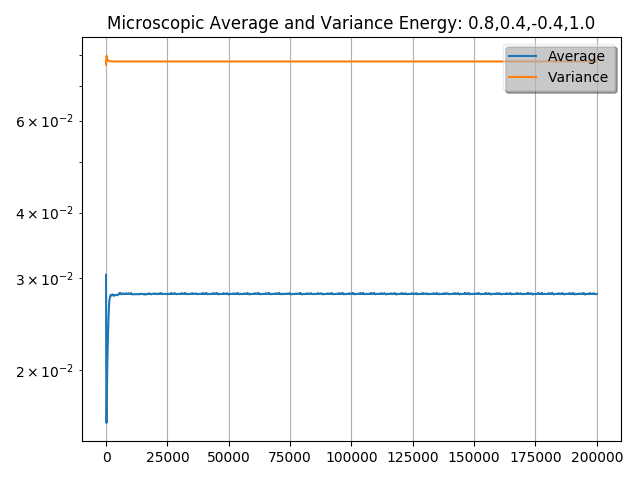 Microscopic Average and Variance Energy: 0.8,0.4,-0.4,1.0
Average
Variance
6 × 10⁻²
4 × 10⁻²
3 × 10⁻²
2 × 10⁻²
0 25000 50000 75000 100000 125000 150000 175000 200000